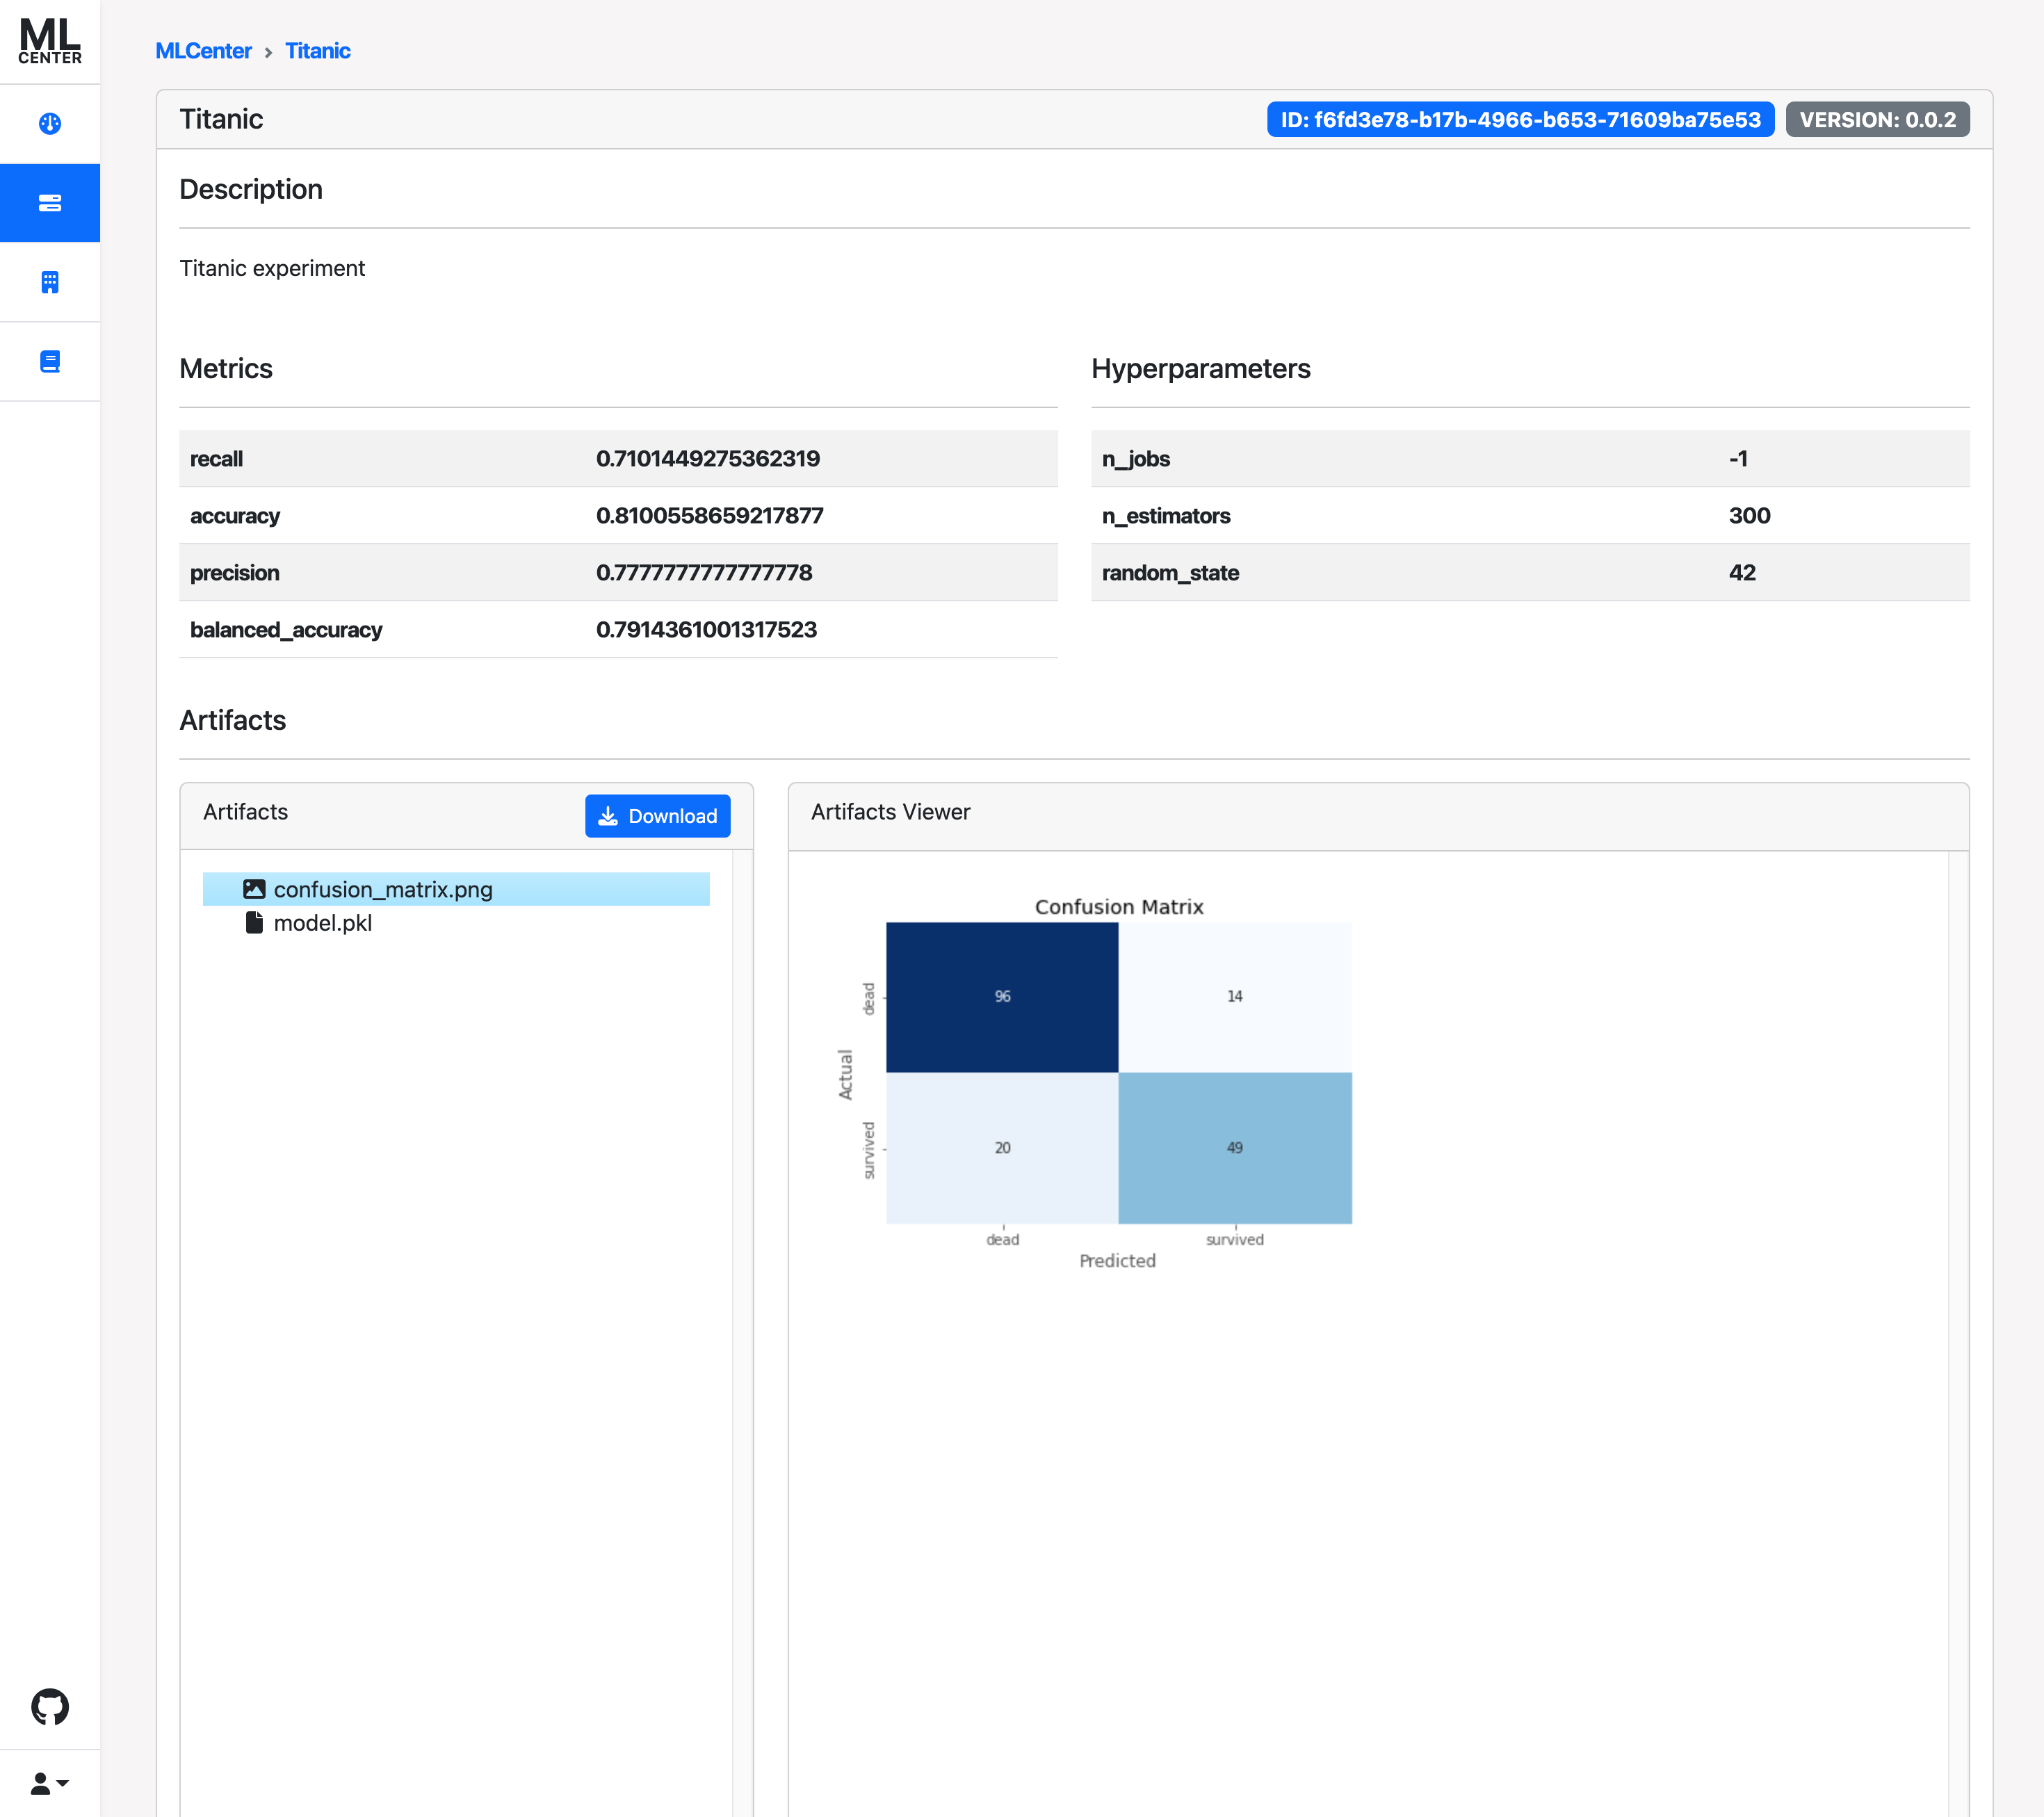 ML
CENTER
MLCenter › Titanic
Titanic
ID: f6fd3e78-b17b-4966-b653-71609ba75e53 VERSION: 0.0.2
Description
Titanic experiment
Metrics
recall 0.7101449275362319
accuracy 0.8100558659217877
precision 0.7777777777777778
balanced_accuracy 0.7914361001317523
Hyperparameters
n_jobs -1
n_estimators 300
random_state 42
Artifacts
Artifacts Download
confusion_matrix.png
model.pkl
Artifacts Viewer
Confusion Matrix
Actual
dead 96 14
survived 20 49
dead survived
Predicted